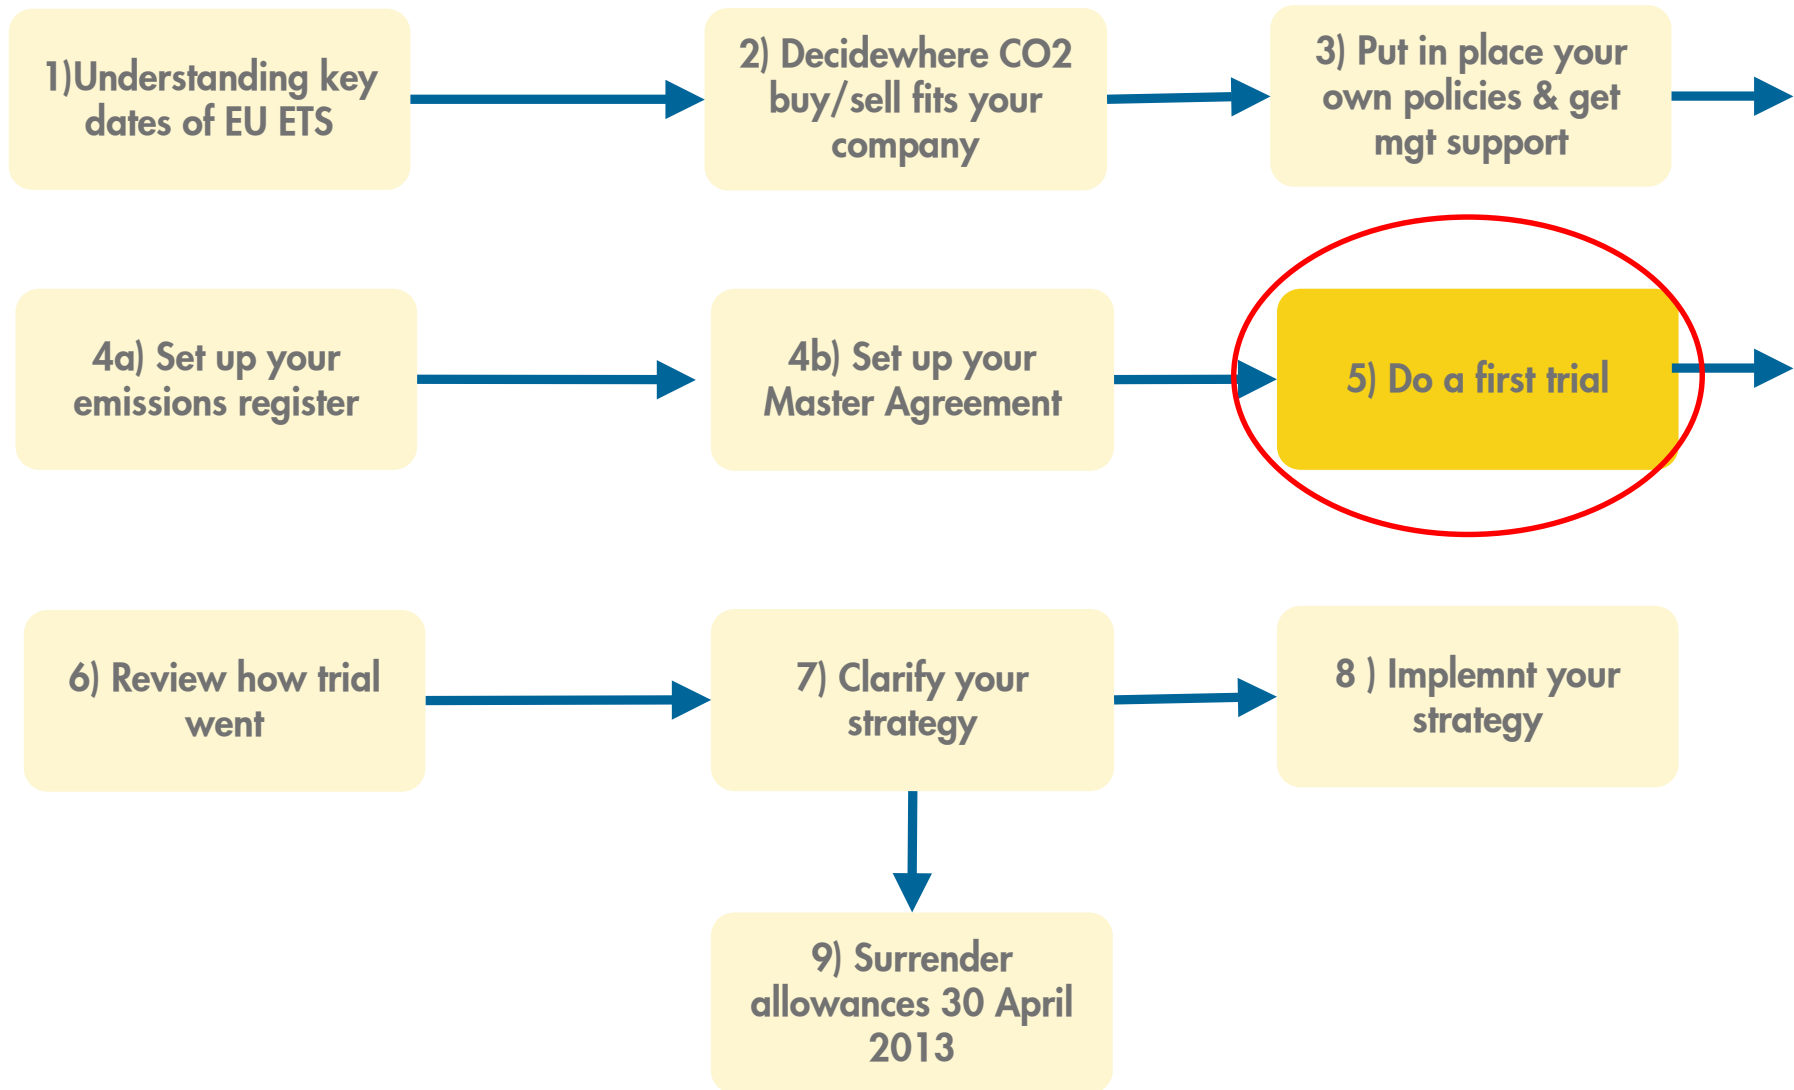 1)Understanding key
dates of EU ETS
2) Decidewhere CO2
buy/sell fits your
company
3) Put in place your
own policies & get
mgt support
4a) Set up your
emissions register
4b) Set up your
Master Agreement
5) Do a first trial
6) Review how trial
went
7) Clarify your
strategy
8 ) Implemnt your
strategy
9) Surrender
allowances 30 April
2013